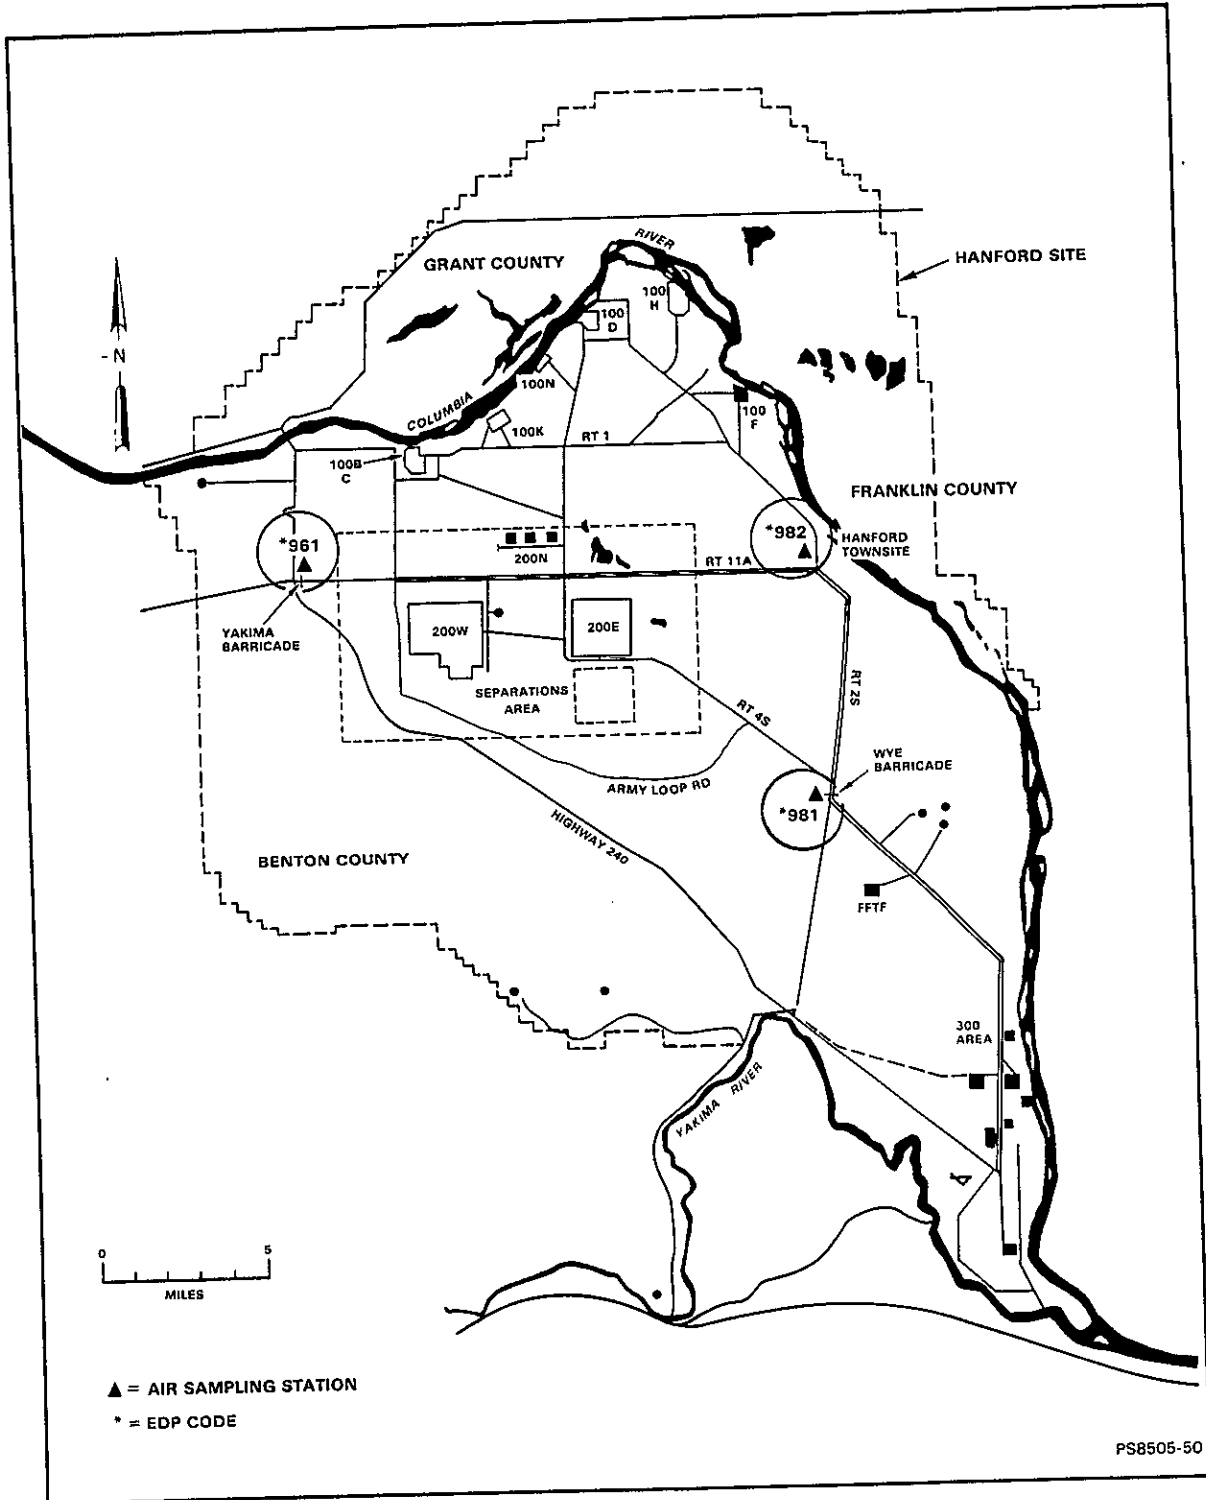 RIVER
GRANT COUNTY
HANFORD SITE
100
H
100
D
- N
100N
COLUMBIA
100
F
100K
RT 1
100B
C
FRANKLIN COUNTY
*982
*961
HANFORD
TOWNSITE
200N
RT 11A
YAKIMA
BARRICADE
200W
200E
SEPARATIONS
AREA
RT 2S
RT 4S
WYE
BARRICADE
ARMY LOOP RD
*981
HIGHWAY 240
BENTON COUNTY
FFTF
300
AREA
YAKIMA RIVER
0 5
MILES
▲ = AIR SAMPLING STATION
* = EDP CODE
PS8505-50